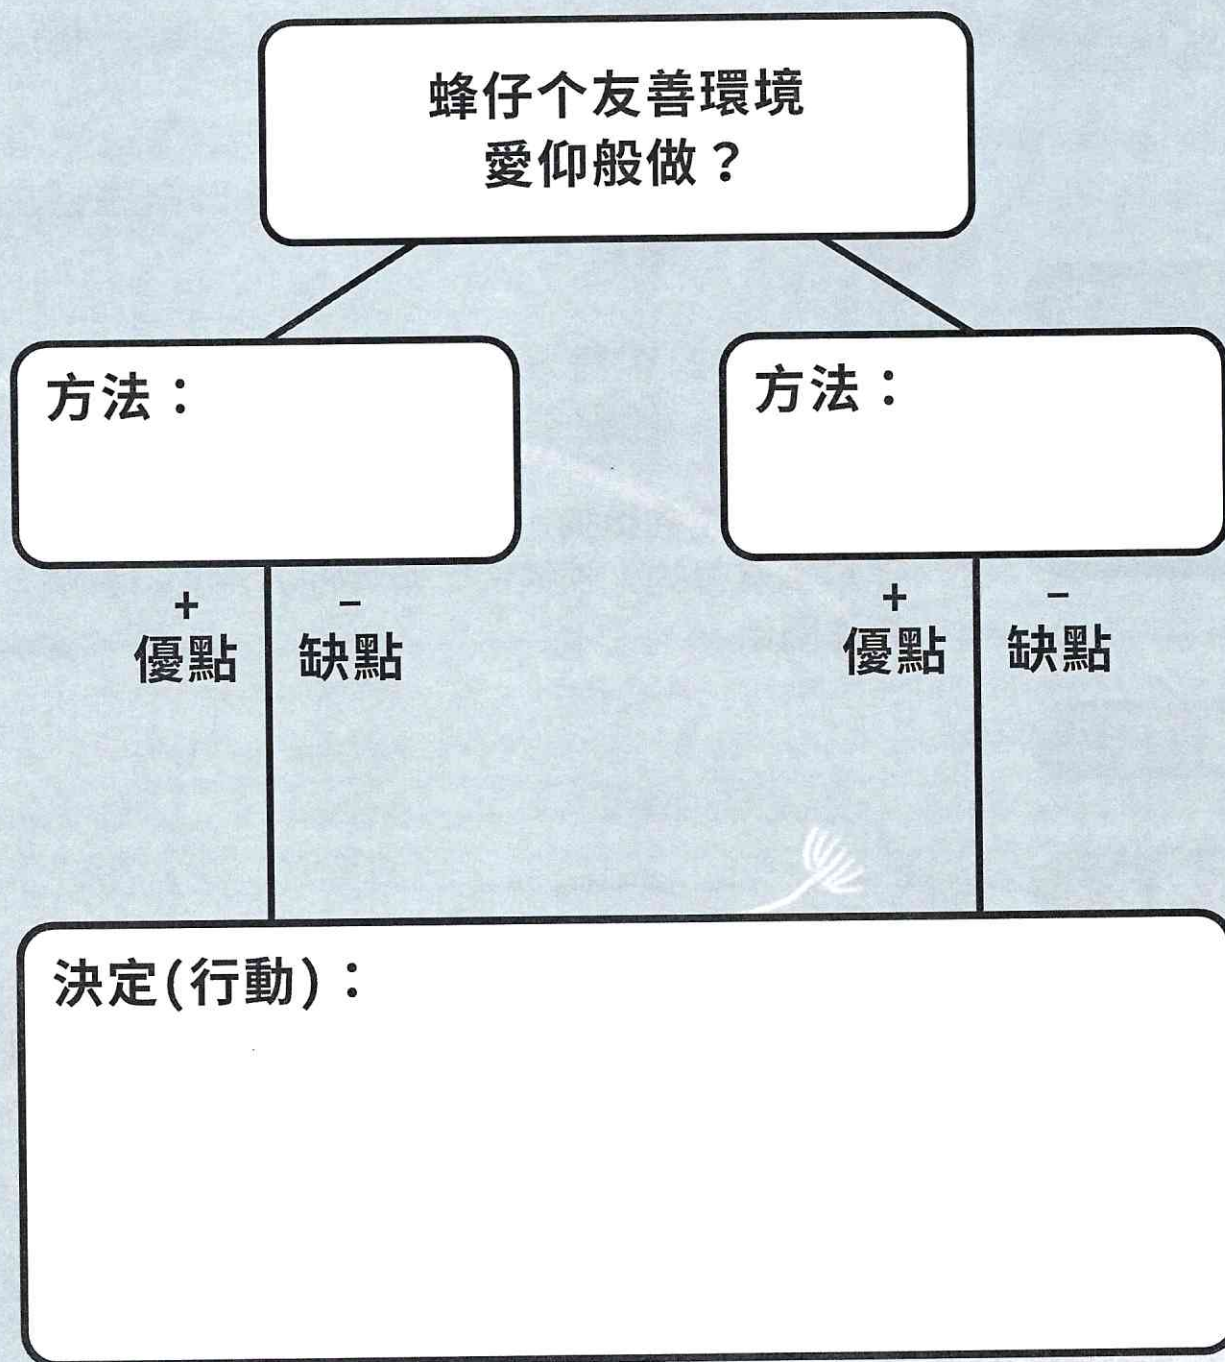 蜂仔个友善環境
愛仰般做？
方法：
方法：
+
-
優點
缺點
+
-
優點
缺點
決定(行動)：